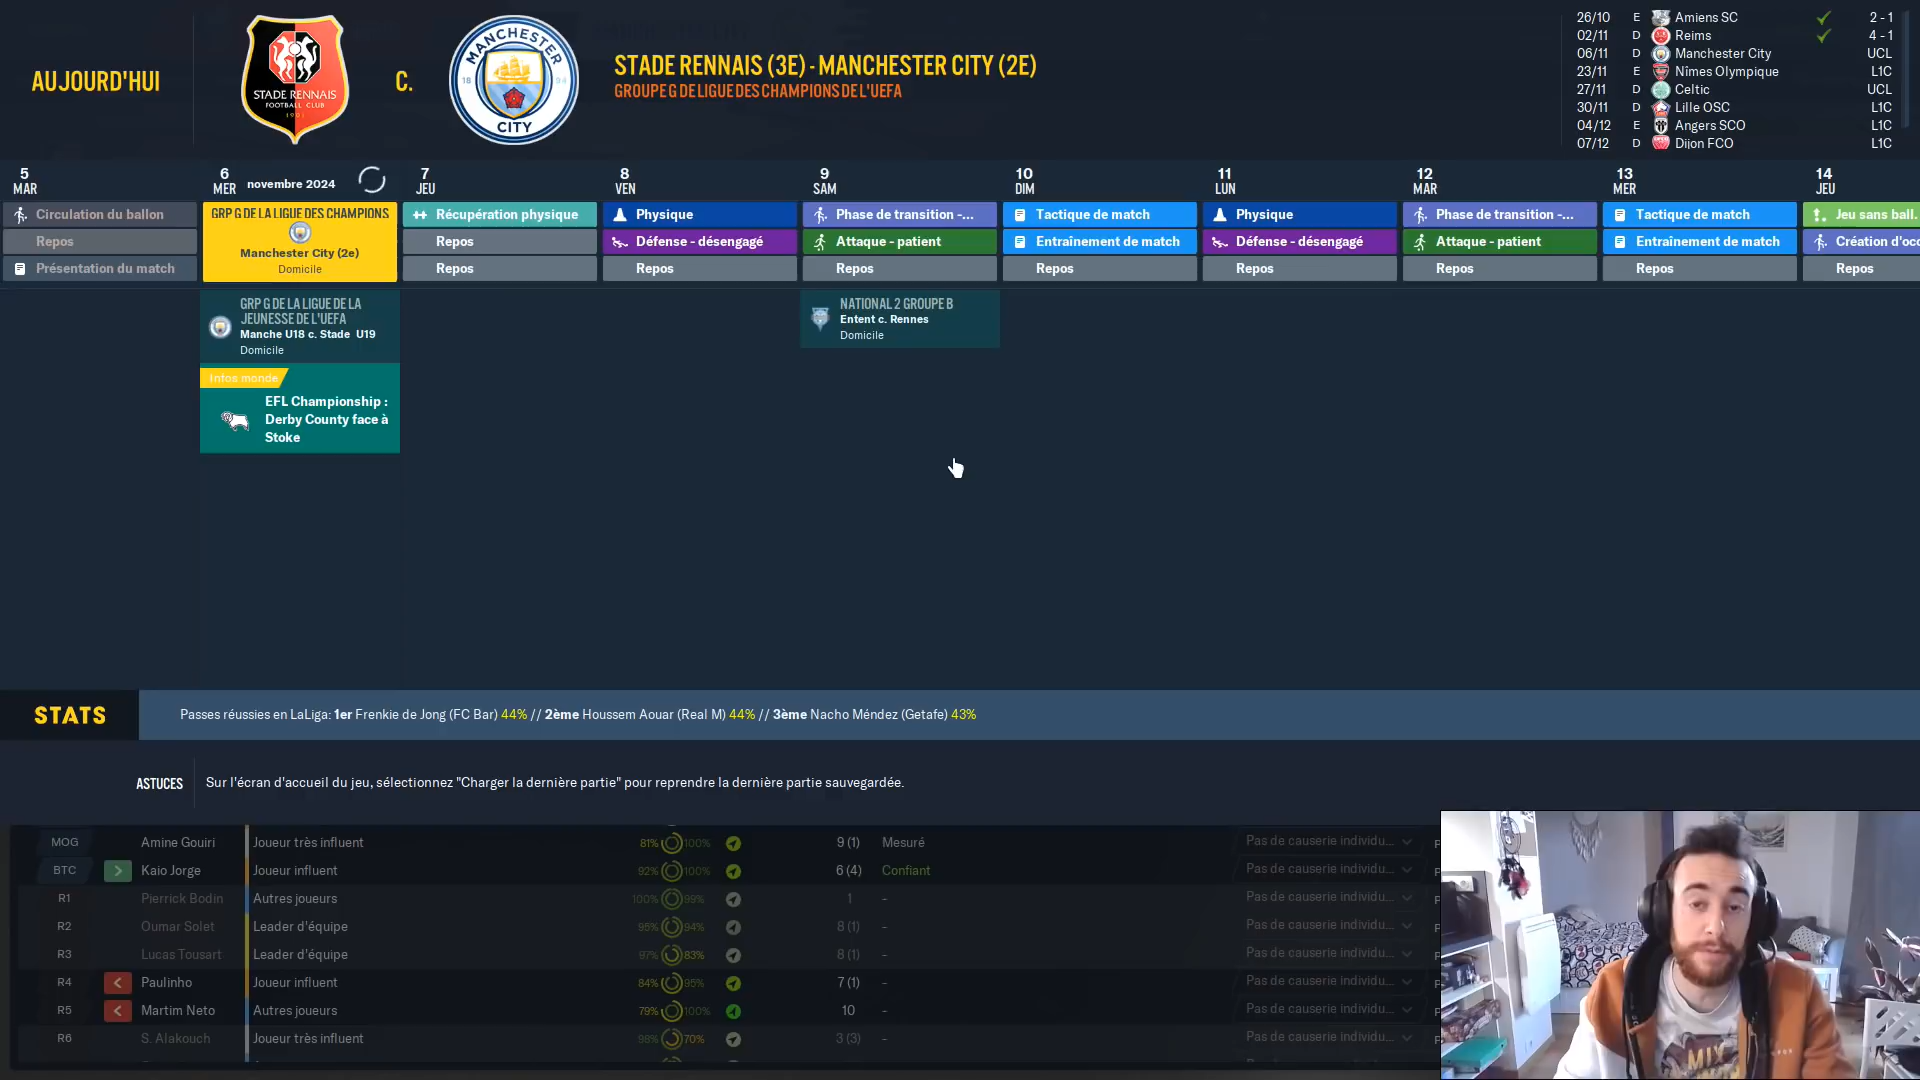 AUJOURD'HUI
STADE RENNAIS
FOOTBALL CLUB
1901
C.
MANCHESTER
18 94
CITY
STADE RENNAIS (3E) - MANCHESTER CITY (2E)
GROUPE G DE LIGUE DES CHAMPIONS DE L'UEFA
26/10 E Amiens SC 2 - 1
02/11 D Reims 4 - 1
06/11 D Manchester City UCL
23/11 E Nîmes Olympique L1C
27/11 D Celtic UCL
30/11 D Lille OSC L1C
04/12 E Angers SCO L1C
07/12 D Dijon FCO L1C
5 MAR
6 MER novembre 2024
7 JEU
8 VEN
9 SAM
10 DIM
11 LUN
12 MAR
13 MER
14 JEU
Circulation du ballon
Repos
Présentation du match
GRP G DE LA LIGUE DES CHAMPIONS
Manchester City (2e)
Domicile
Récupération physique
Repos
Repos
Physique
Défense - désengagé
Repos
Phase de transition -...
Attaque - patient
Repos
Tactique de match
Entraînement de match
Repos
Physique
Défense - désengagé
Repos
Phase de transition -...
Attaque - patient
Repos
Tactique de match
Entraînement de match
Repos
Jeu sans ball.
Création d'occ
Repos
GRP G DE LA LIGUE DE LA
JEUNESSE DE L'UEFA
Manche U18 c. Stade U19
Domicile
Infos monde
EFL Championship :
Derby County face à
Stoke
NATIONAL 2 GROUPE B
Entent c. Rennes
Domicile
STATS
Passes réussies en LaLiga: 1er Frenkie de Jong (FC Bar) 44% // 2ème Houssem Aouar (Real M) 44% // 3ème Nacho Méndez (Getafe) 43%
ASTUCES
Sur l'écran d'accueil du jeu, sélectionnez "Charger la dernière partie" pour reprendre la dernière partie sauvegardée.
MOG Amine Gouiri Joueur très influent 81% 100% 9 (1) Mesuré Pas de causerie individu...
BTC Kaio Jorge Joueur influent 92% 100% 6 (4) Confiant Pas de causerie individu...
R1 Pierrick Bodin Autres joueurs 100% 99% 1 - Pas de causerie individu...
R2 Oumar Solet Leader d'équipe 95% 94% 8 (1) - Pas de causerie individu...
R3 Lucas Tousart Leader d'équipe 97% 83% 8 (1) - Pas de causerie individu...
R4 Paulinho Joueur influent 84% 95% 7 (1) - Pas de causerie individu...
R5 Martim Neto Autres joueurs 79% 100% 10 - Pas de causerie individu...
R6 S. Alakouch Joueur très influent 98% 70% 3 (3) - Pas de causerie individu...